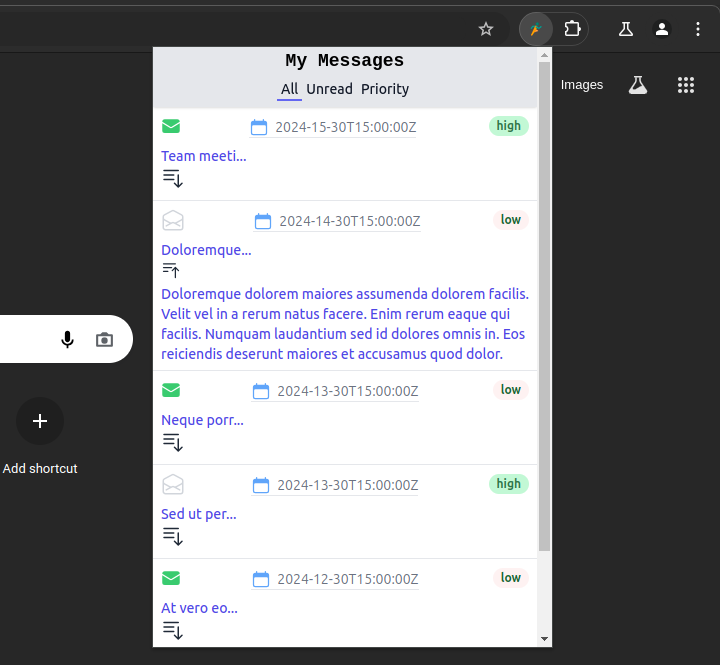 My Messages
All Unread Priority
Images
2024-15-30T15:00:00Z high
Team meeti...
2024-14-30T15:00:00Z low
Doloremque...
Doloremque dolorem maiores assumenda dolorem facilis.
Velit vel in a rerum natus facere. Enim rerum eaque qui
facilis. Numquam laudantium sed id dolores omnis in. Eos
reiciendis deserunt maiores et accusamus quod dolor.
2024-13-30T15:00:00Z low
Neque porr...
Add shortcut
2024-13-30T15:00:00Z high
Sed ut per...
2024-12-30T15:00:00Z low
At vero eo...